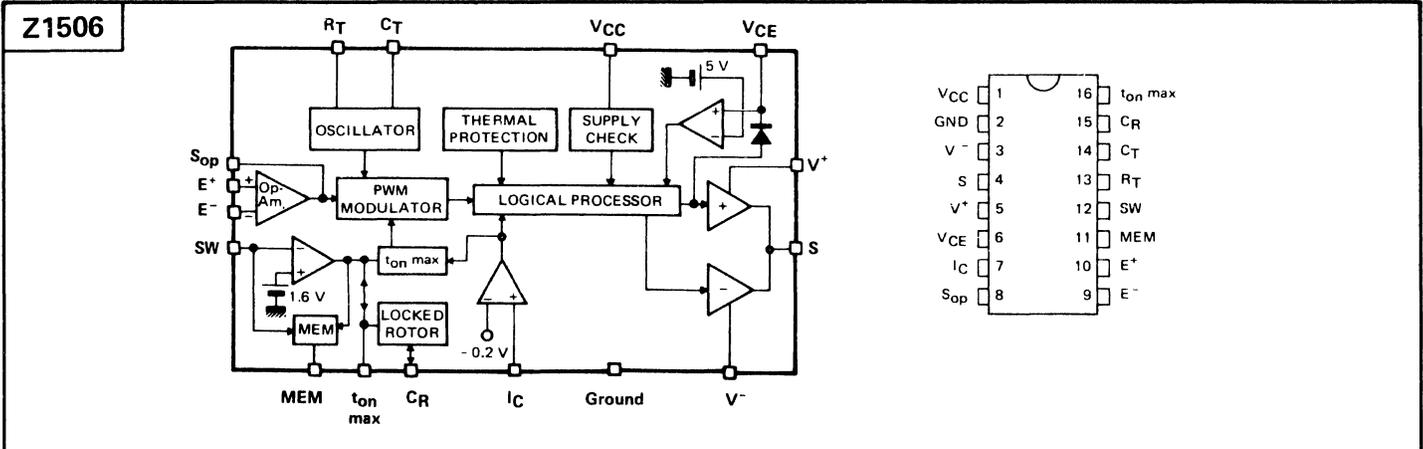 Z1506
RT CT VCC VCE
5 V
OSCILLATOR
THERMAL
PROTECTION
SUPPLY
CHECK
+
−
Sop
E+
E−
+
−
Op.
Am.
PWM
MODULATOR
LOGICAL PROCESSOR
+
V+
SW
−
+
1.6 V
ton max
S
−
MEM
LOCKED
ROTOR
− +
- 0.2 V
MEM
ton
max
CR
IC
Ground
V-
VCC 1 16 ton max
GND 2 15 CR
V - 3 14 CT
S 4 13 RT
V+ 5 12 SW
VCE 6 11 MEM
IC 7 10 E+
Sop 8 9 E-